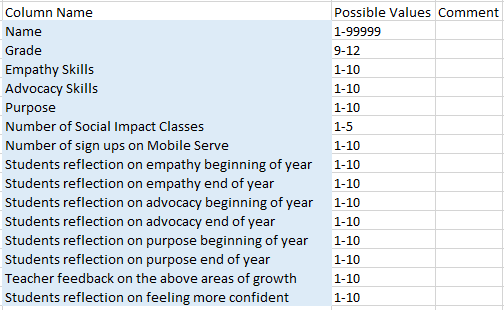 Column Name Possible Values Comment
Name 1-99999
Grade 9-12
Empathy Skills 1-10
Advocacy Skills 1-10
Purpose 1-10
Number of Social Impact Classes 1-5
Number of sign ups on Mobile Serve 1-10
Students reflection on empathy beginning of year 1-10
Students reflection on empathy end of year 1-10
Students reflection on advocacy beginning of year 1-10
Students reflection on advocacy end of year 1-10
Students reflection on purpose beginning of year 1-10
Students reflection on purpose end of year 1-10
Teacher feedback on the above areas of growth 1-10
Students reflection on feeling more confident 1-10